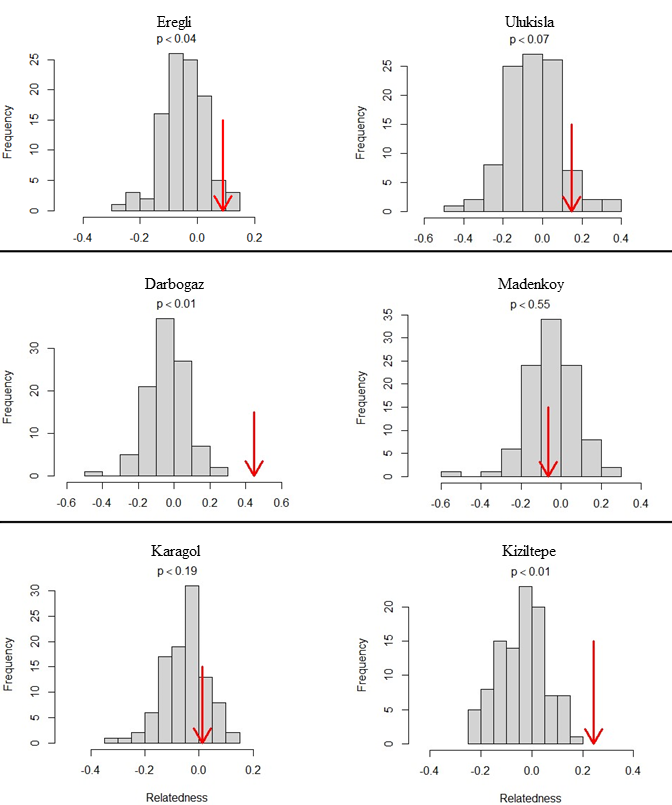 Eregli
p < 0.04
Frequency
25
20
15
10
5
0
-0.4 -0.2 0.0 0.2
Ulukisla
p < 0.07
Frequency
25
20
15
10
5
0
-0.6 -0.4 -0.2 0.0 0.2 0.4
Darbogaz
p < 0.01
Frequency
30
20
10
0
-0.6 -0.4 -0.2 0.0 0.2 0.4 0.6
Madenkoy
p < 0.55
Frequency
35
30
25
20
15
10
5
0
-0.6 -0.4 -0.2 0.0 0.2 0.4
Karagol
p < 0.19
Frequency
30
25
20
15
10
5
0
-0.4 -0.2 0.0 0.2
Relatedness
Kiziltepe
p < 0.01
Frequency
20
15
10
5
0
-0.4 -0.2 0.0 0.2 0.4
Relatedness